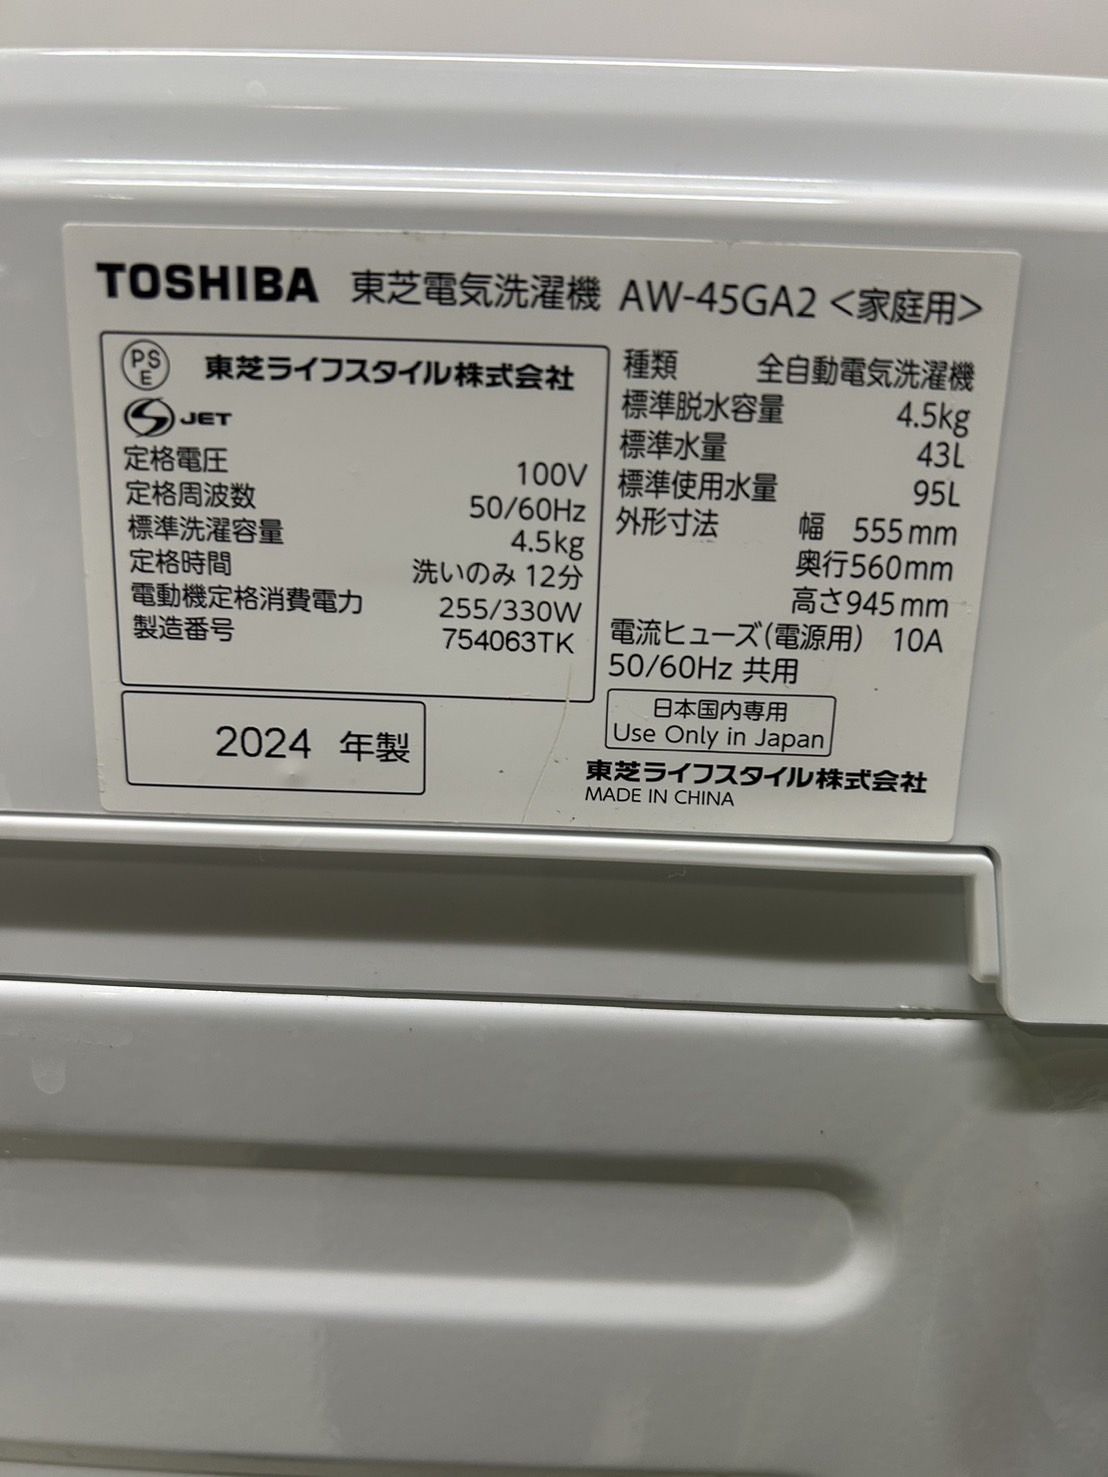 TOSHIBA 東芝電気洗濯機 AW-45GA2 <家庭用>
PS E 東芝ライフスタイル株式会社
S JET
定格電圧 100V
定格周波数 50/60Hz
標準洗濯容量 4.5kg
定格時間 洗いのみ 12分
電動機定格消費電力 255/330W
製造番号 754063TK
2024 年製
種類 全自動電気洗濯機
標準脱水容量 4.5kg
標準水量 43L
標準使用水量 95L
外形寸法 幅 555mm
奥行560mm
高さ945mm
電流ヒューズ(電源用) 10A
50/60Hz 共用
日本国内専用
Use Only in Japan
東芝ライフスタイル株式会社
MADE IN CHINA